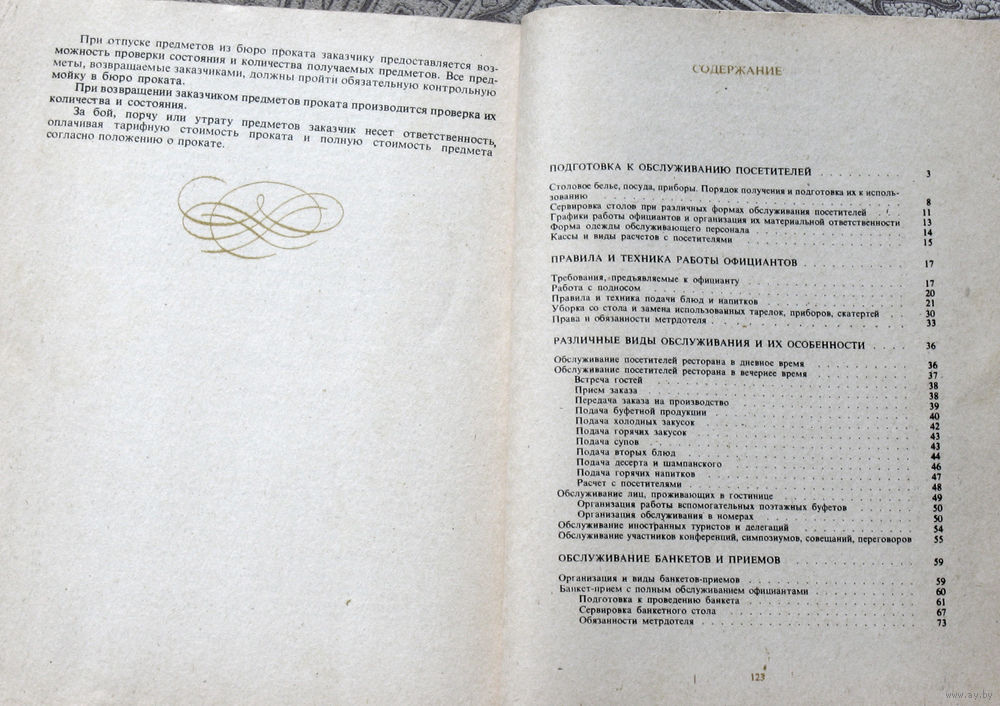 При отпуске предметов из бюро проката заказчику предоставляется воз-
можность проверки состояния и количества получаемых предметов. Все пред-
меты, возвращаемые заказчиками, должны пройти обязательную контрольную
мойку в бюро проката.
При возвращении заказчиком предметов проката производится проверка их
количества и состояния.
За бой, порчу или утрату предметов заказчик несет ответственность,
оплачивая тарифную стоимость проката и полную стоимость предмета
согласно положению о прокате.
СОДЕРЖАНИЕ
ПОДГОТОВКА К ОБСЛУЖИВАНИЮ ПОСЕТИТЕЛЕЙ . . . . . . . . 3
Столовое белье, посуда, приборы. Порядок получения и подготовка их к исполь-
зованию . . . . . . . . 8
Сервировка столов при различных формах обслуживания посетителей . . 11
Графики работы официантов и организация их материальной ответственности 13
Форма одежды обслуживающего персонала . . . . . . . . 14
Кассы и виды расчетов с посетителями . . . . . . . . 15
ПРАВИЛА И ТЕХНИКА РАБОТЫ ОФИЦИАНТОВ . . . . . . . . 17
Требования, предъявляемые к официанту . . . . . . . . 17
Работа с подносом . . . . . . . . 20
Правила и техника подачи блюд и напитков . . . . . . . . 21
Уборка со стола и замена использованных тарелок, приборов, скатертей . . 30
Права и обязанности метрдотеля . . . . . . . . 33
РАЗЛИЧНЫЕ ВИДЫ ОБСЛУЖИВАНИЯ И ИХ ОСОБЕННОСТИ . . . . 36
Обслуживание посетителей ресторана в дневное время . . . . . . . . 36
Обслуживание посетителей ресторана в вечернее время . . . . . . . . 37
Встреча гостей . . . . . . . . 38
Прием заказа . . . . . . . . 38
Передача заказа на производство . . . . . . . . 39
Подача буфетной продукции . . . . . . . . 40
Подача холодных закусок . . . . . . . . 42
Подача горячих закусок . . . . . . . . 43
Подача супов . . . . . . . . 43
Подача вторых блюд . . . . . . . . 44
Подача десерта и шампанского . . . . . . . . 46
Подача горячих напитков . . . . . . . . 47
Расчет с посетителями . . . . . . . . 48
Обслуживание лиц, проживающих в гостинице . . . . . . . . 49
Организация работы вспомогательных поэтажных буфетов . . . . . . 50
Организация обслуживания в номерах . . . . . . . . 50
Обслуживание иностранных туристов и делегаций . . . . . . . . 54
Обслуживание участников конференций, симпозиумов, совещаний, переговоров 55
ОБСЛУЖИВАНИЕ БАНКЕТОВ И ПРИЕМОВ . . . . . . . . 59
Организация и виды банкетов-приемов . . . . . . . . 59
Банкет-прием с полным обслуживанием официантами . . . . . . . . 60
Подготовка к проведению банкета . . . . . . . . 61
Сервировка банкетного стола . . . . . . . . 67
Обязанности метрдотеля . . . . . . . . 73
123
www.ay.by